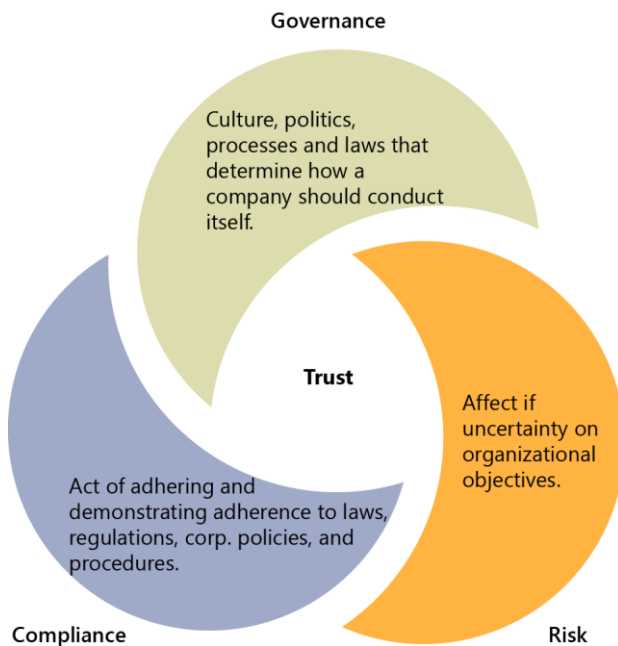 Governance
Culture, politics,
processes and laws that
determine how a
company should conduct
itself.
Trust
Affect if
uncertainty on
organizational
objectives.
Act of adhering and
demonstrating adherence to laws,
regulations, corp. policies, and
procedures.
Compliance
Risk